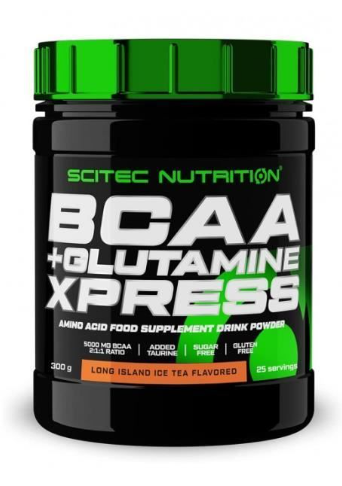 SCITEC NUTRITION®
BCAA
+GLUTAMINE
XPRESS
AMINO ACID FOOD SUPPLEMENT DRINK POWDER
300 g
5000 MG BCAA
2:1:1 RATIO
ADDED
TAURINE
SUGAR
FREE
GLUTEN
FREE
LONG ISLAND ICE TEA FLAVORED
25 servings